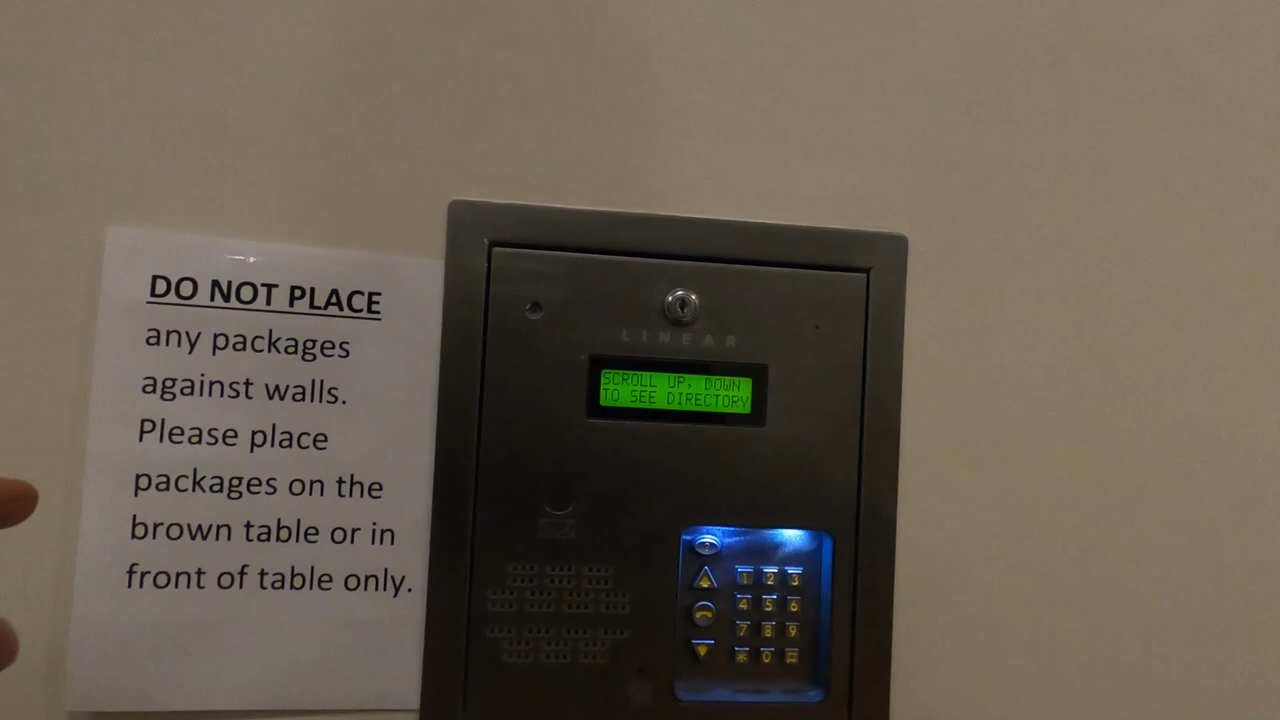 DO NOT PLACE
any packages
against walls.
Please place
packages on the
brown table or in
front of table only.
LINEAR
SCROLL UP, DOWN
TO SEE DIRECTORY
1 2 3
4 5 6
7 8 9
* 0 #